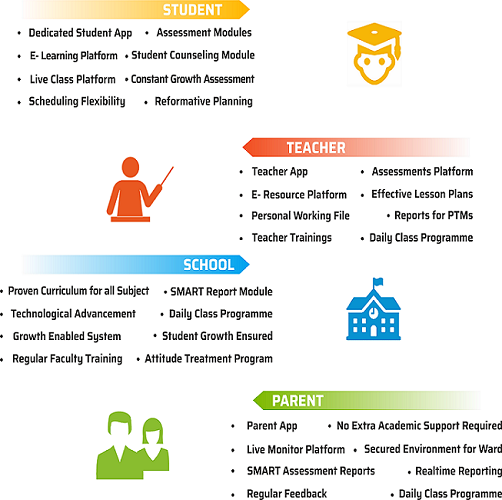 STUDENT
• Dedicated Student App • Assessment Modules
• E- Learning Platform • Student Counseling Module
• Live Class Platform • Constant Growth Assessment
• Scheduling Flexibility • Reformative Planning
TEACHER
• Teacher App • Assessments Platform
• E- Resource Platform • Effective Lesson Plans
• Personal Working File • Reports for PTMs
• Teacher Trainings • Daily Class Programme
SCHOOL
• Proven Curriculum for all Subject • SMART Report Module
• Technological Advancement • Daily Class Programme
• Growth Enabled System • Student Growth Ensured
• Regular Faculty Training • Attitude Treatment Program
PARENT
• Parent App • No Extra Academic Support Required
• Live Monitor Platform • Secured Environment for Ward
• SMART Assessment Reports • Realtime Reporting
• Regular Feedback • Daily Class Programme